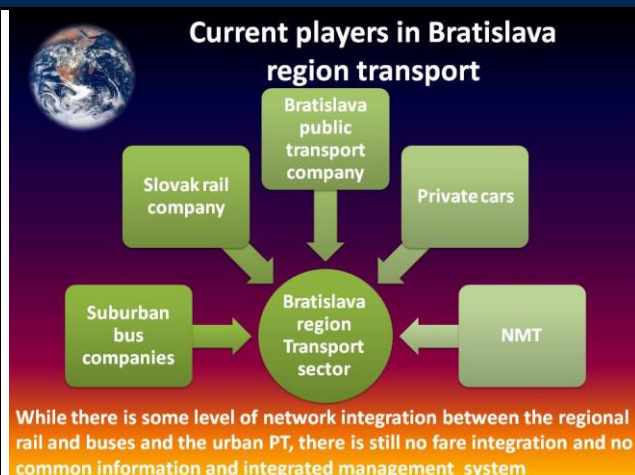 Current players in Bratislava
region transport
Bratislava
public
transport
company
Slovak rail
company
Private cars
Suburban
bus
companies
Bratislava
region
Transport
sector
NMT
While there is some level of network integration between the regional
rail and buses and the urban PT, there is still no fare integration and no
common information and integrated management system